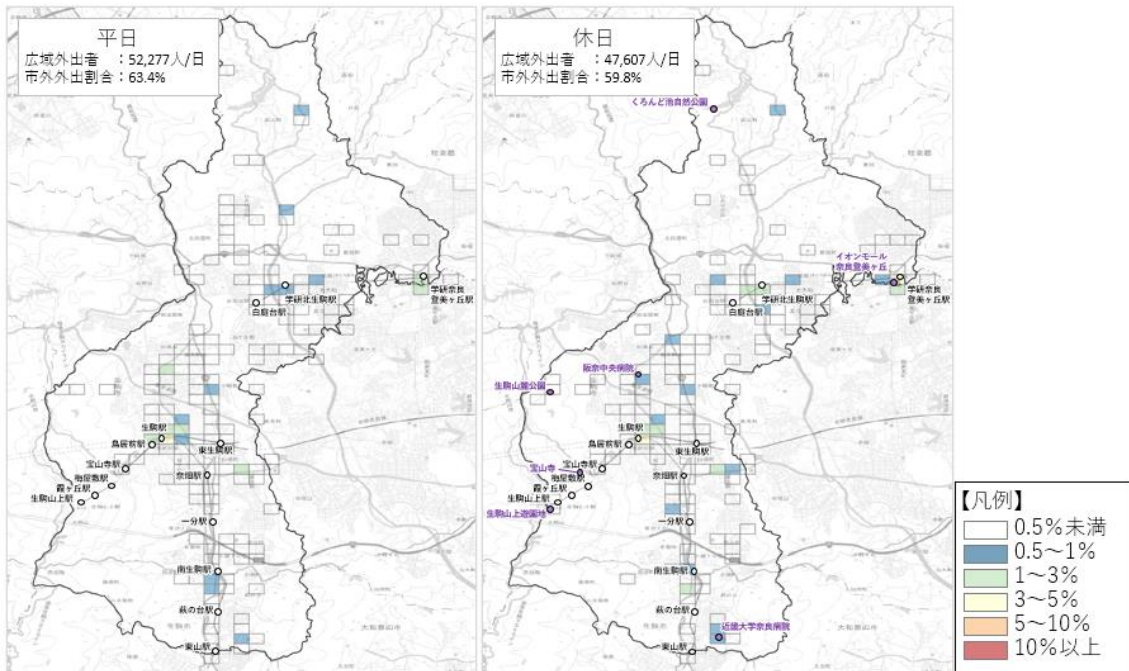 平日
広域外出者 ：52,277人/日
市外外出割合：63.4%
学研奈良
登美ヶ丘駅
学研北生駒駅
白庭台駅
生駒駅
鳥居前駅
東生駒駅
宝山寺駅
梅屋敷駅
霞ヶ丘駅
生駒山上駅
菜畑駅
一分駅
南生駒駅
萩の台駅
東山駅
休日
広域外出者 ：47,607人/日
市外外出割合：59.8%
くろんど池自然公園
イオンモール
奈良登美ヶ丘
学研奈良
登美ヶ丘駅
学研北生駒駅
白庭台駅
阪奈中央病院
生駒山麓公園
生駒駅
鳥居前駅
東生駒駅
宝山寺
宝山寺駅
梅屋敷駅
霞ヶ丘駅
生駒山上駅
生駒山上遊園地
菜畑駅
一分駅
南生駒駅
萩の台駅
近畿大学奈良病院
東山駅
【凡例】
0.5%未満
0.5～1%
1～3%
3～5%
5～10%
10%以上